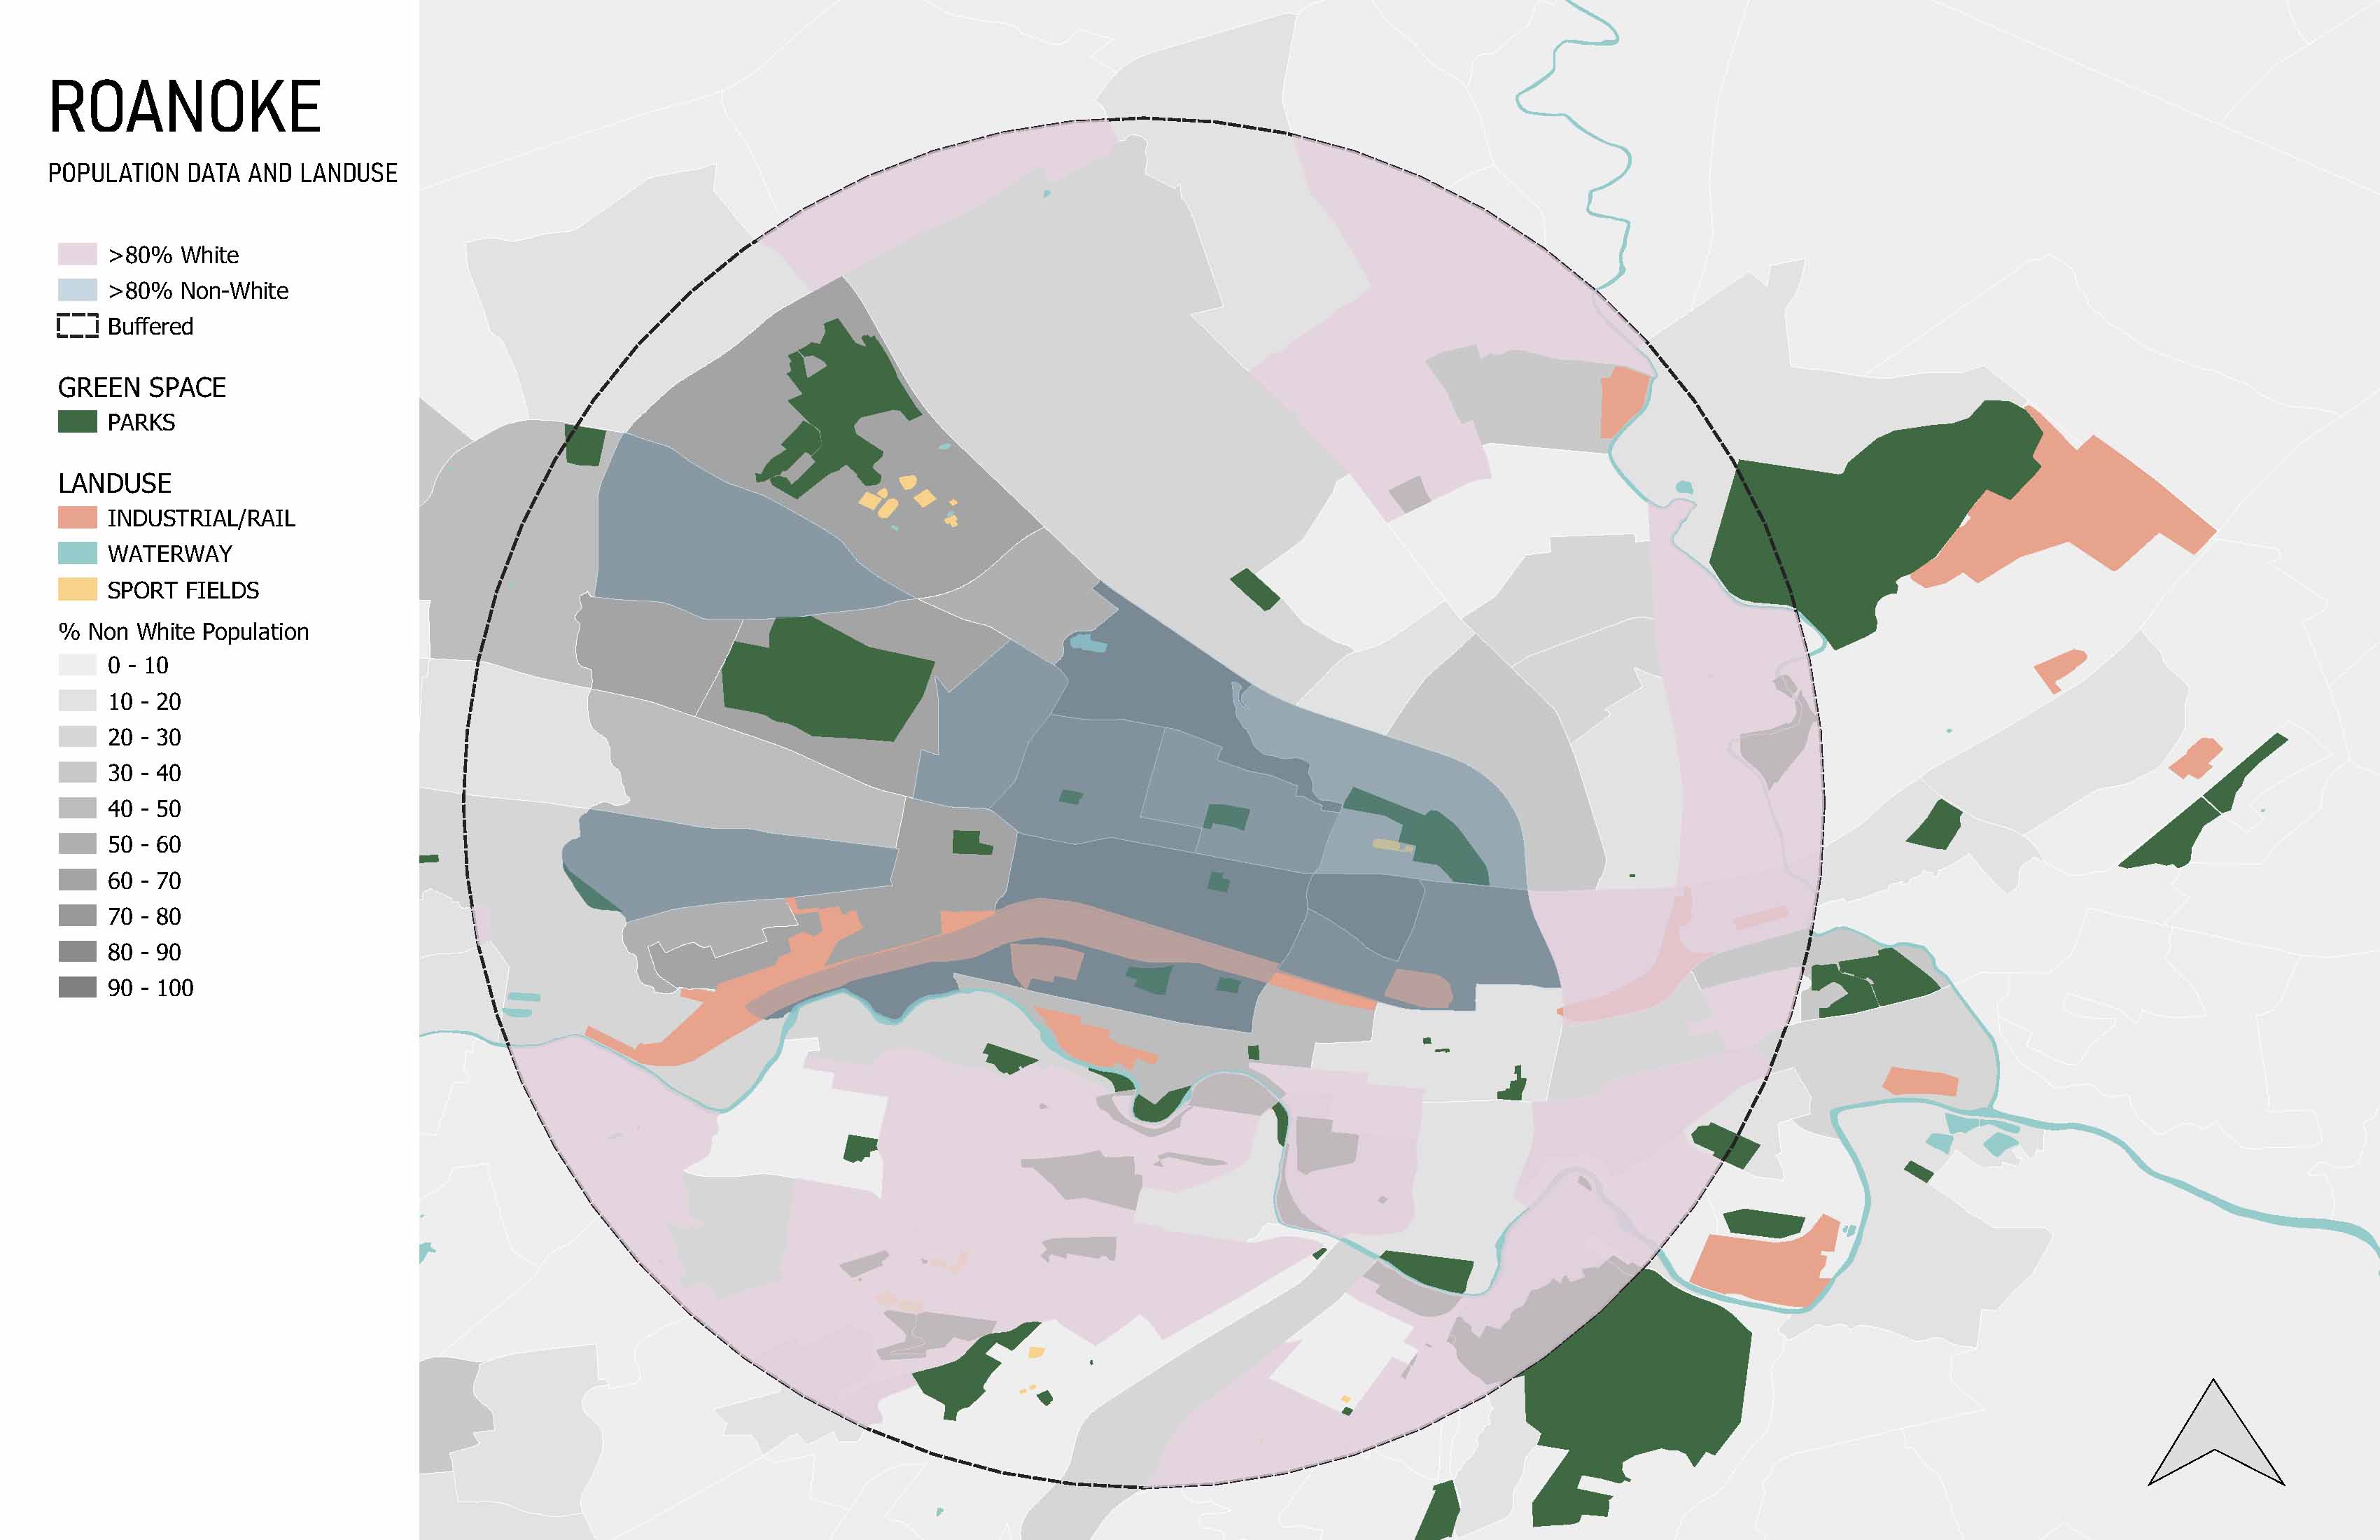 ROANOKE
POPULATION DATA AND LANDUSE
>80% White
>80% Non-White
Buffered
GREEN SPACE
PARKS
LANDUSE
INDUSTRIAL/RAIL
WATERWAY
SPORT FIELDS
% Non White Population
0 - 10
10 - 20
20 - 30
30 - 40
40 - 50
50 - 60
60 - 70
70 - 80
80 - 90
90 - 100